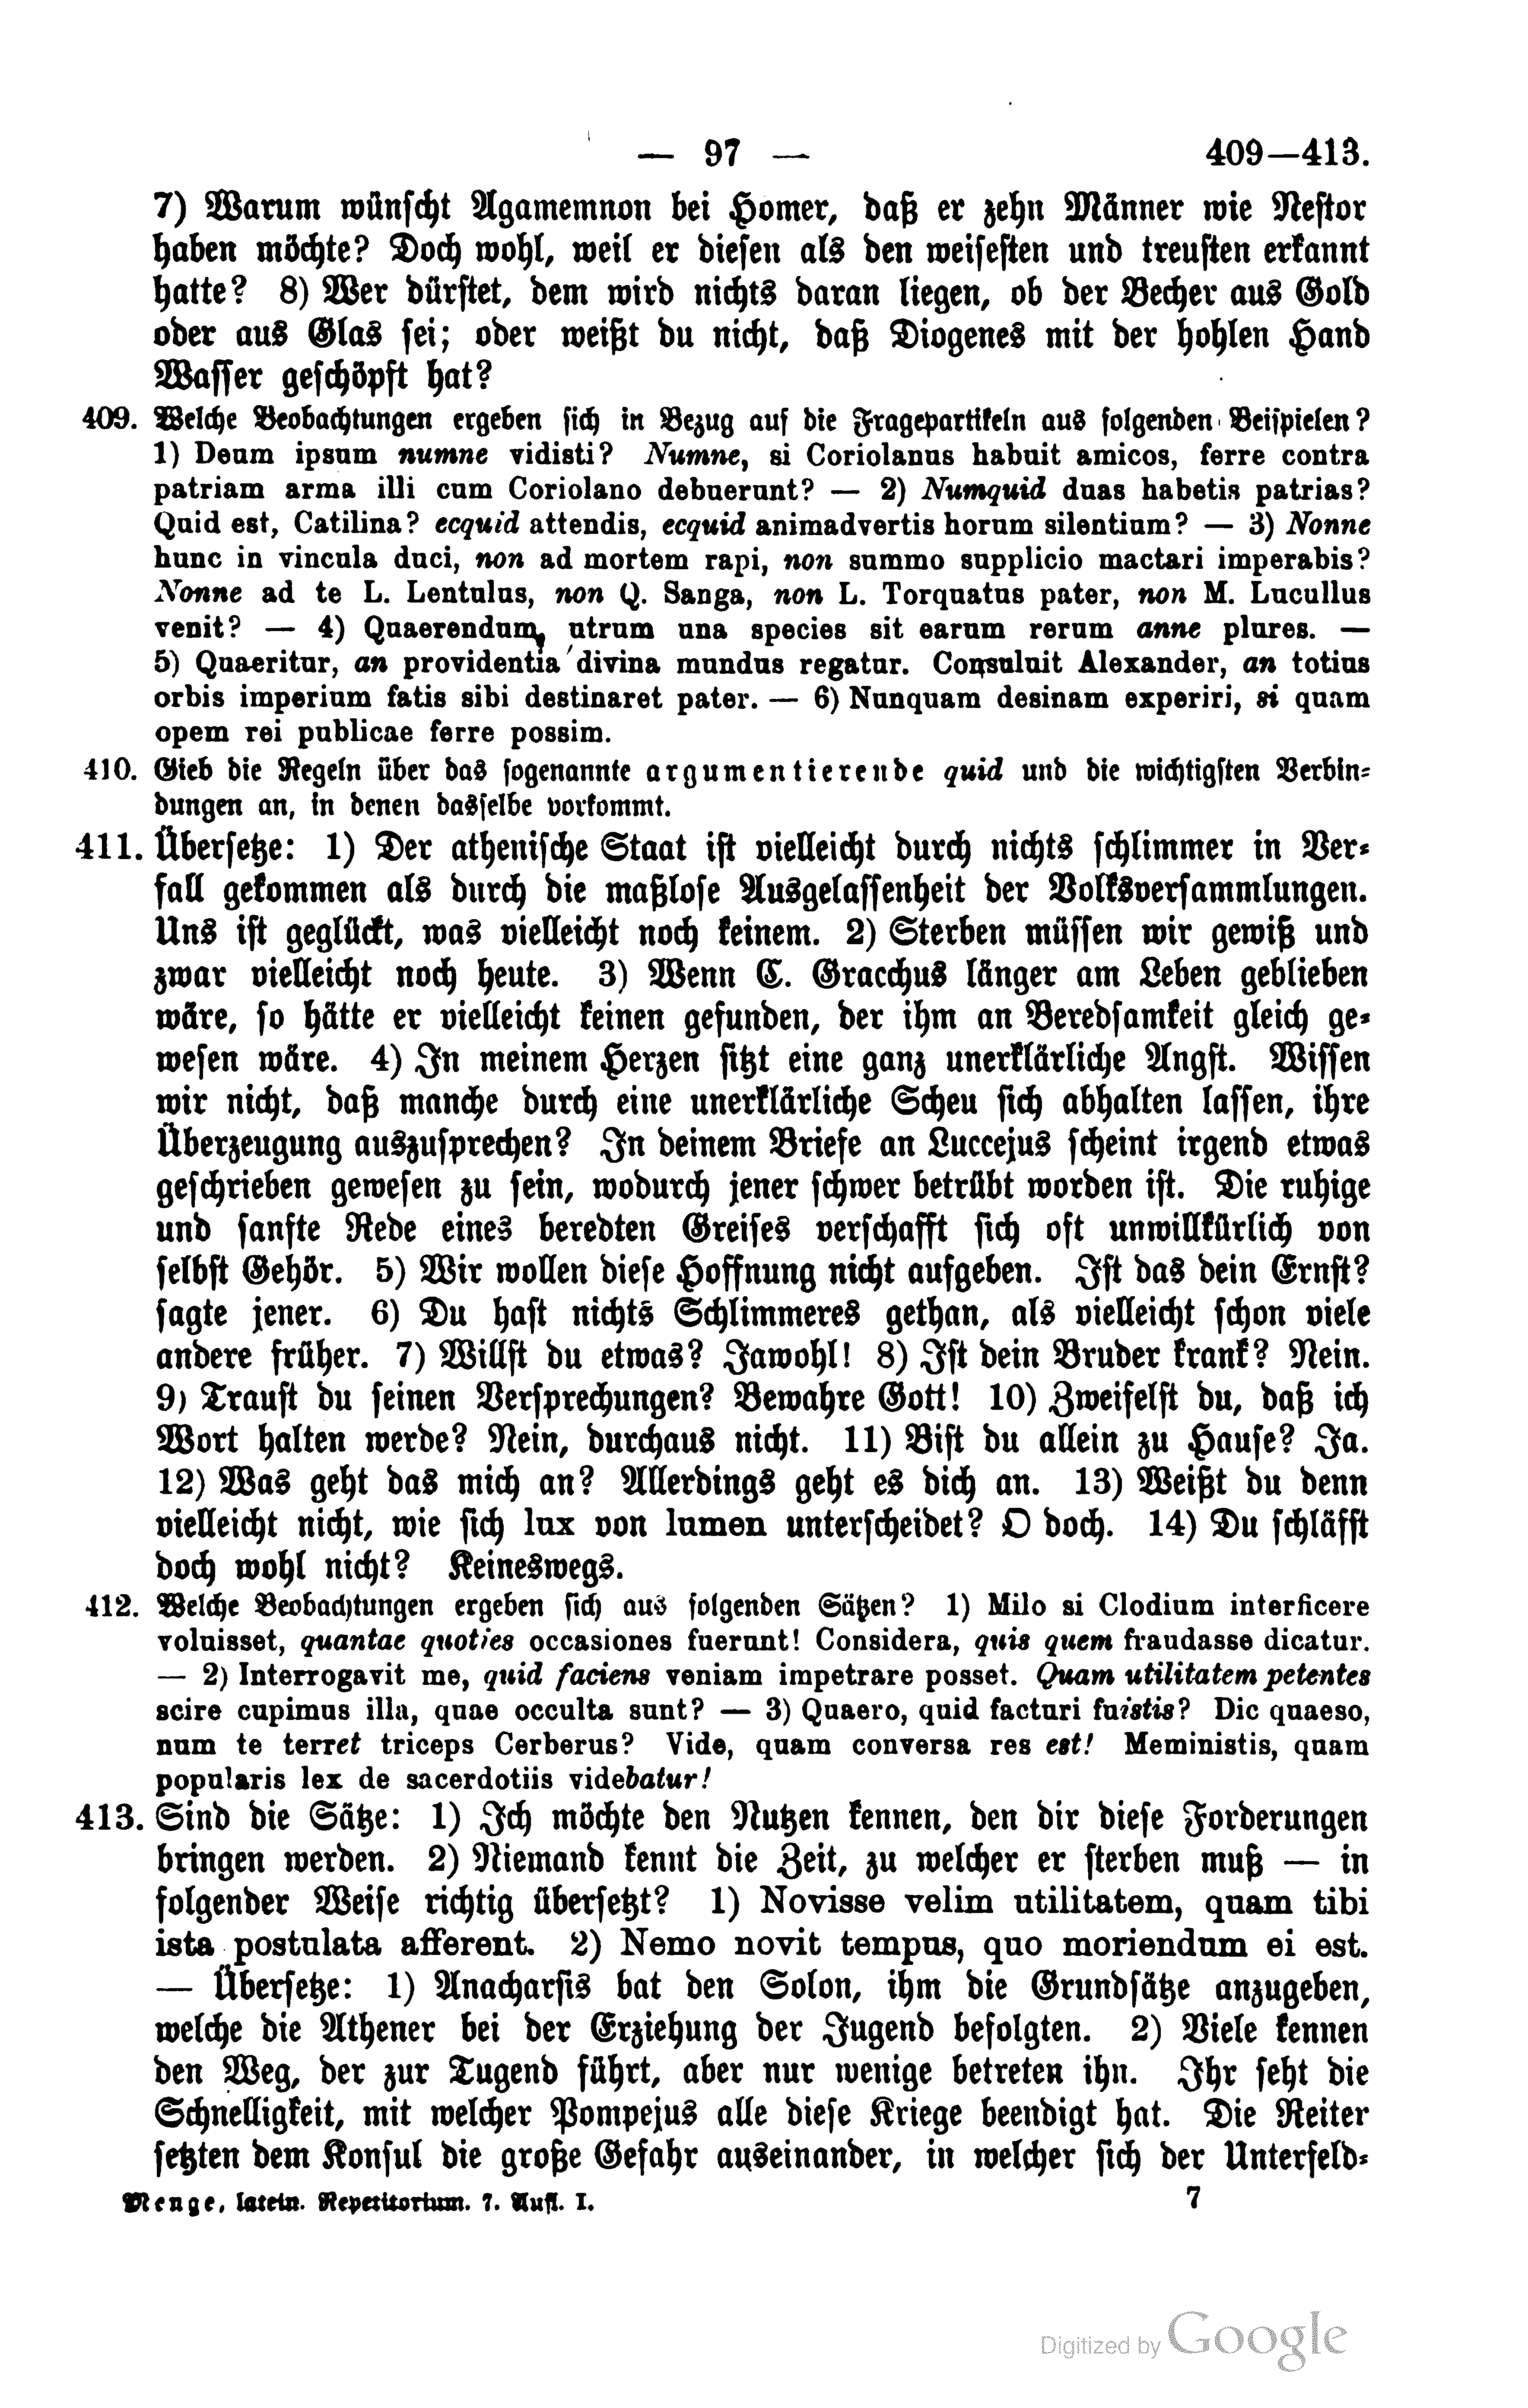 — 97 — 409—413.
7) Warum wünscht Agamemnon bei Homer, daß er zehn Männer wie Nestor
haben möchte? Doch wohl, weil er diesen als den weisesten und treusten erkannt
hatte? 8) Wer dürstet, dem wird nichts daran liegen, ob der Becher aus Gold
oder aus Glas sei; oder weißt du nicht, daß Diogenes mit der hohlen Hand
Wasser geschöpft hat?
409. Welche Beobachtungen ergeben sich in Bezug auf die Fragepartikeln aus folgenden Beispielen?
1) Deum ipsum numne vidisti? Numne, si Coriolanus habuit amicos, ferre contra
patriam arma illi cum Coriolano debuerunt? — 2) Numquid duas habetis patrias?
Quid est, Catilina? ecquid attendis, ecquid animadvertis horum silentium? — 3) Nonne
hunc in vincula duci, non ad mortem rapi, non summo supplicio mactari imperabis?
Nonne ad te L. Lentulus, non Q. Sanga, non L. Torquatus pater, non M. Lucullus
venit? — 4) Quaerendum, utrum una species sit earum rerum anne plures. —
5) Quaeritur, an providentia divina mundus regatur. Consuluit Alexander, an totius
orbis imperium fatis sibi destinaret pater. — 6) Nunquam desinam experiri, si quam
opem rei publicae ferre possim.
410. Gieb die Regeln über das sogenannte argumentierende quid und die wichtigsten Verbin-
dungen an, in denen dasselbe vorkommt.
411. Übersetze: 1) Der athenische Staat ist vielleicht durch nichts schlimmer in Ver-
fall gekommen als durch die maßlose Ausgelassenheit der Volksversammlungen.
Uns ist geglückt, was vielleicht noch keinem. 2) Sterben müssen wir gewiß und
zwar vielleicht noch heute. 3) Wenn C. Gracchus länger am Leben geblieben
wäre, so hätte er vielleicht keinen gefunden, der ihm an Beredsamkeit gleich ge-
wesen wäre. 4) In meinem Herzen sitzt eine ganz unerklärliche Angst. Wissen
wir nicht, daß manche durch eine unerklärliche Scheu sich abhalten lassen, ihre
Überzeugung auszusprechen? In deinem Briefe an Luccejus scheint irgend etwas
geschrieben gewesen zu sein, wodurch jener schwer betrübt worden ist. Die ruhige
und sanfte Rede eines beredten Greises verschafft sich oft unwillkürlich von
selbst Gehör. 5) Wir wollen diese Hoffnung nicht aufgeben. Ist das dein Ernst?
sagte jener. 6) Du hast nichts Schlimmeres gethan, als vielleicht schon viele
andere früher. 7) Willst du etwas? Jawohl! 8) Ist dein Bruder krank? Nein.
9) Traust du seinen Versprechungen? Bewahre Gott! 10) Zweifelst du, daß ich
Wort halten werde? Nein, durchaus nicht. 11) Bist du allein zu Hause? Ja.
12) Was geht das mich an? Allerdings geht es dich an. 13) Weißt du denn
vielleicht nicht, wie sich lux von lumen unterscheidet? O doch. 14) Du schläfst
doch wohl nicht? Keineswegs.
412. Welche Beobachtungen ergeben sich aus folgenden Sätzen? 1) Milo si Clodium interficere
voluisset, quantae quoties occasiones fuerunt! Considera, quis quem fraudasse dicatur.
— 2) Interrogavit me, quid faciens veniam impetrare posset. Quam utilitatem petentes
scire cupimus illa, quae occulta sunt? — 3) Quaero, quid facturi fuistis? Dic quaeso,
num te terret triceps Cerberus? Vide, quam conversa res est! Meministis, quam
popularis lex de sacerdotiis videbatur!
413. Sind die Sätze: 1) Ich möchte den Nutzen kennen, den dir diese Forderungen
bringen werden. 2) Niemand kennt die Zeit, zu welcher er sterben muß — in
folgender Weise richtig übersetzt? 1) Novisse velim utilitatem, quam tibi
ista postulata afferent. 2) Nemo novit tempus, quo moriendum ei est.
— Übersetze: 1) Anacharsis bat den Solon, ihm die Grundsätze anzugeben,
welche die Athener bei der Erziehung der Jugend befolgten. 2) Viele kennen
den Weg, der zur Tugend führt, aber nur wenige betreten ihn. Ihr seht die
Schnelligkeit, mit welcher Pompejus alle diese Kriege beendigt hat. Die Reiter
setzten dem Konsul die große Gefahr auseinander, in welcher sich der Unterfeld-
Menge, latein. Repetitorium. 7. Aufl. I. 7
Digitized by Google